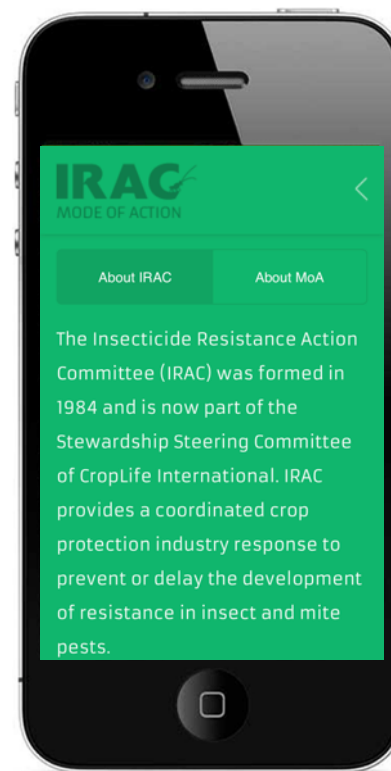 IRAC
MODE OF ACTION
About IRAC
About MoA
The Insecticide Resistance Action
Committee (IRAC) was formed in
1984 and is now part of the
Stewardship Steering Committee
of CropLife International. IRAC
provides a coordinated crop
protection industry response to
prevent or delay the development
of resistance in insect and mite
pests.